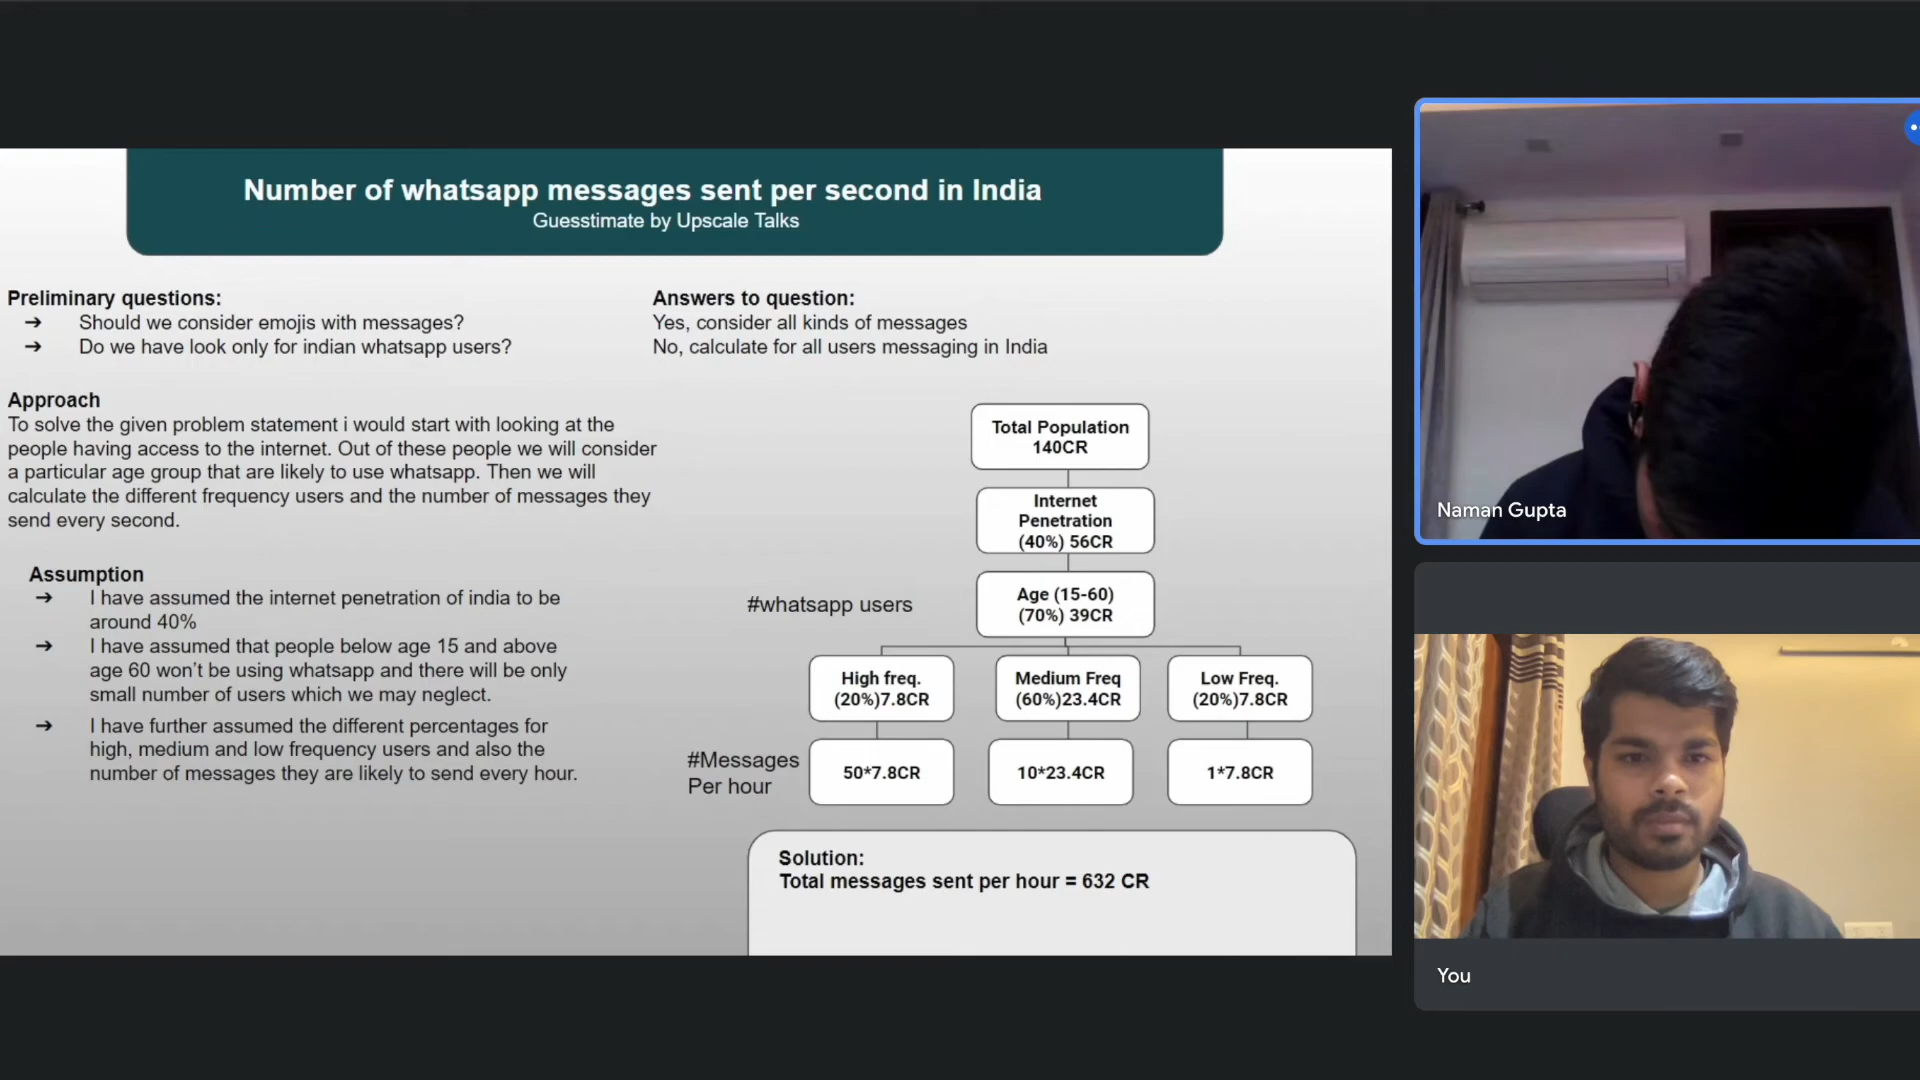 Number of whatsapp messages sent per second in India
Guesstimate by Upscale Talks
Preliminary questions:
➔ Should we consider emojis with messages?
➔ Do we have look only for indian whatsapp users?
Answers to question:
Yes, consider all kinds of messages
No, calculate for all users messaging in India
Approach
To solve the given problem statement i would start with looking at the
people having access to the internet. Out of these people we will consider
a particular age group that are likely to use whatsapp. Then we will
calculate the different frequency users and the number of messages they
send every second.
Assumption
➔ I have assumed the internet penetration of india to be
around 40%
➔ I have assumed that people below age 15 and above
age 60 won't be using whatsapp and there will be only
small number of users which we may neglect.
➔ I have further assumed the different percentages for
high, medium and low frequency users and also the
number of messages they are likely to send every hour.
Total Population
140CR
Internet
Penetration
(40%) 56CR
#whatsapp users
Age (15-60)
(70%) 39CR
High freq.
(20%)7.8CR
Medium Freq
(60%)23.4CR
Low Freq.
(20%)7.8CR
#Messages
Per hour
50*7.8CR
10*23.4CR
1*7.8CR
Solution:
Total messages sent per hour = 632 CR
Naman Gupta
You